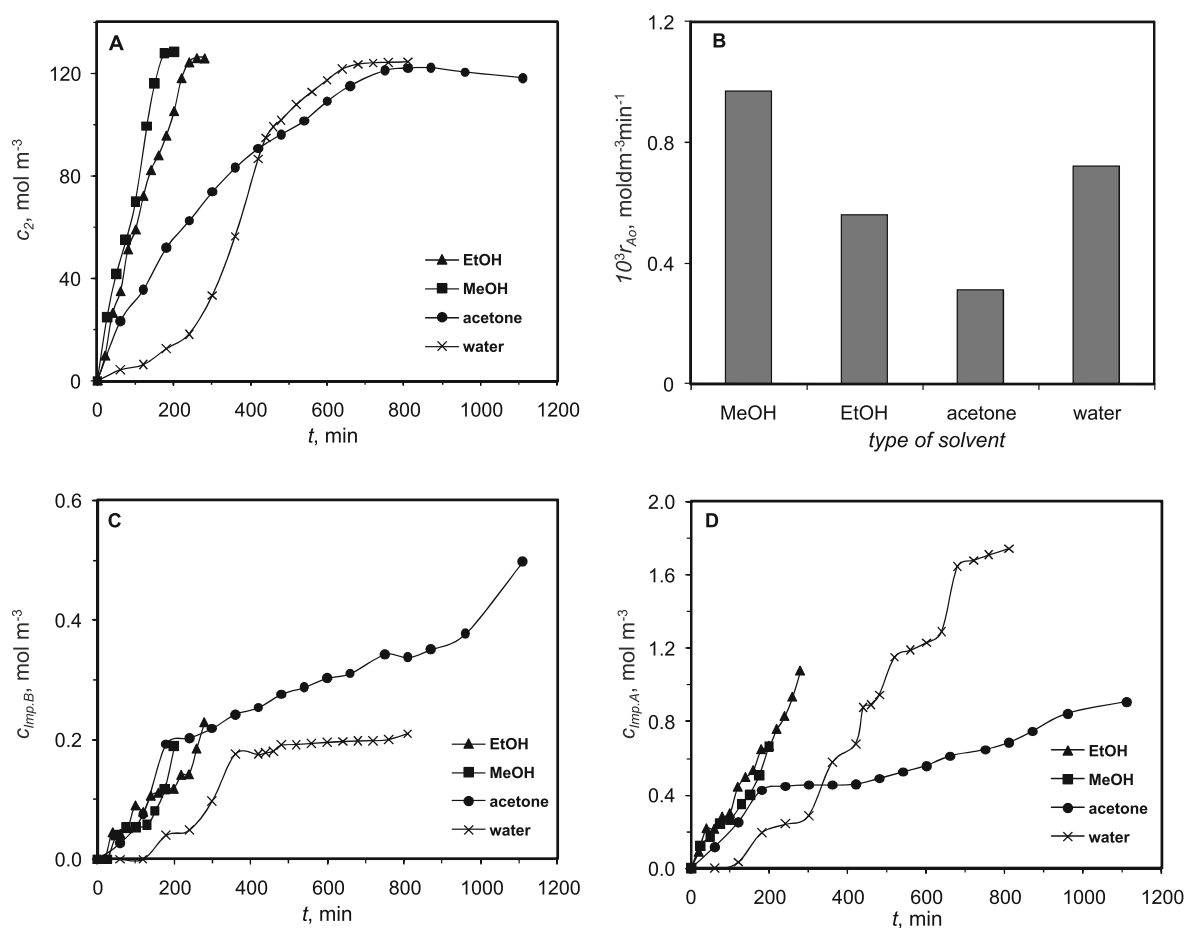 A
c2, mol m-3
120
80
40
0
0 200 400 600 800 1000 1200
t, min
EtOH
MeOH
acetone
water
B
10³rAo, moldm-3min-1
1.2
0.8
0.4
0
MeOH EtOH acetone water
type of solvent
C
cImp.B, mol m-3
0.6
0.4
0.2
0.0
0 200 400 600 800 1000 1200
t, min
EtOH
MeOH
acetone
water
D
cImp.A, mol m-3
2.0
1.6
1.2
0.8
0.4
0.0
0 200 400 600 800 1000 1200
t, min
EtOH
MeOH
acetone
water